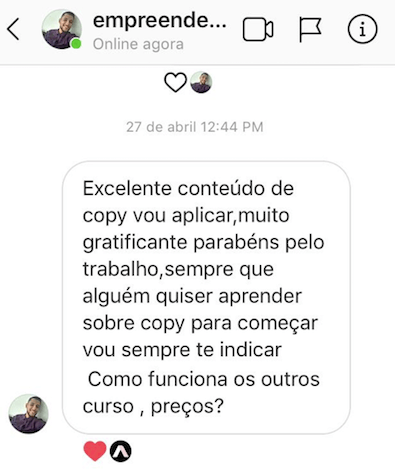 empreende...
Online agora
27 de abril 12:44 PM
Excelente conteúdo de
copy vou aplicar,muito
gratificante parabéns pelo
trabalho,sempre que
alguém quiser aprender
sobre copy para começar
vou sempre te indicar
Como funciona os outros
curso , preços?